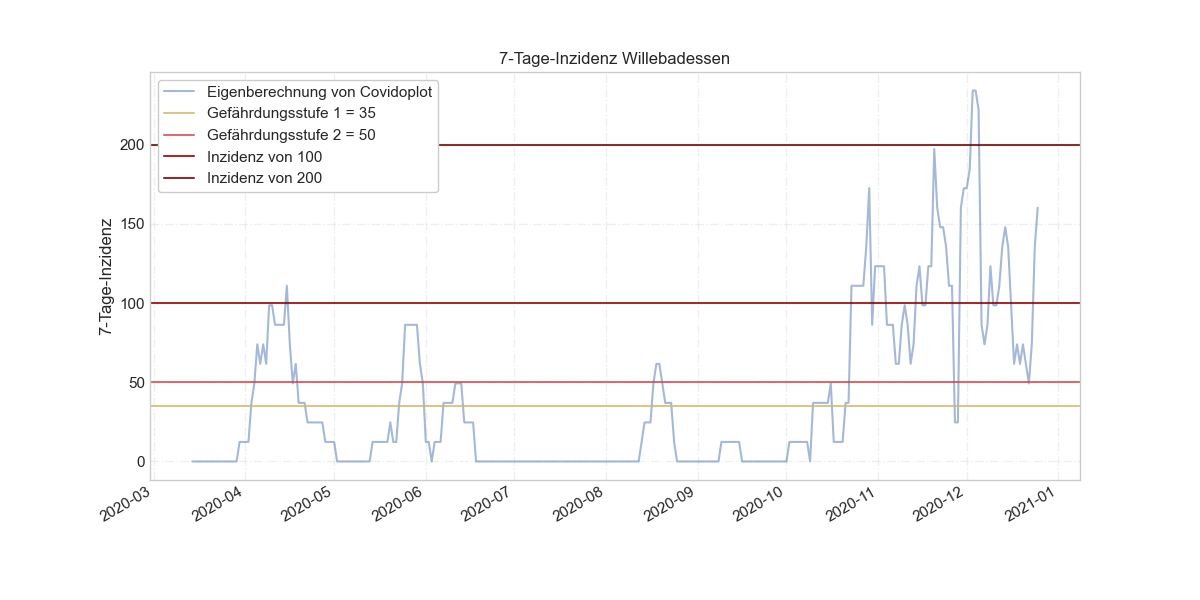 7-Tage-Inzidenz Willebadessen
Eigenberechnung von Covidoplot
Gefährdungsstufe 1 = 35
Gefährdungsstufe 2 = 50
Inzidenz von 100
Inzidenz von 200
7-Tage-Inzidenz
200
150
100
50
0
2020-03
2020-04
2020-05
2020-06
2020-07
2020-08
2020-09
2020-10
2020-11
2020-12
2021-01